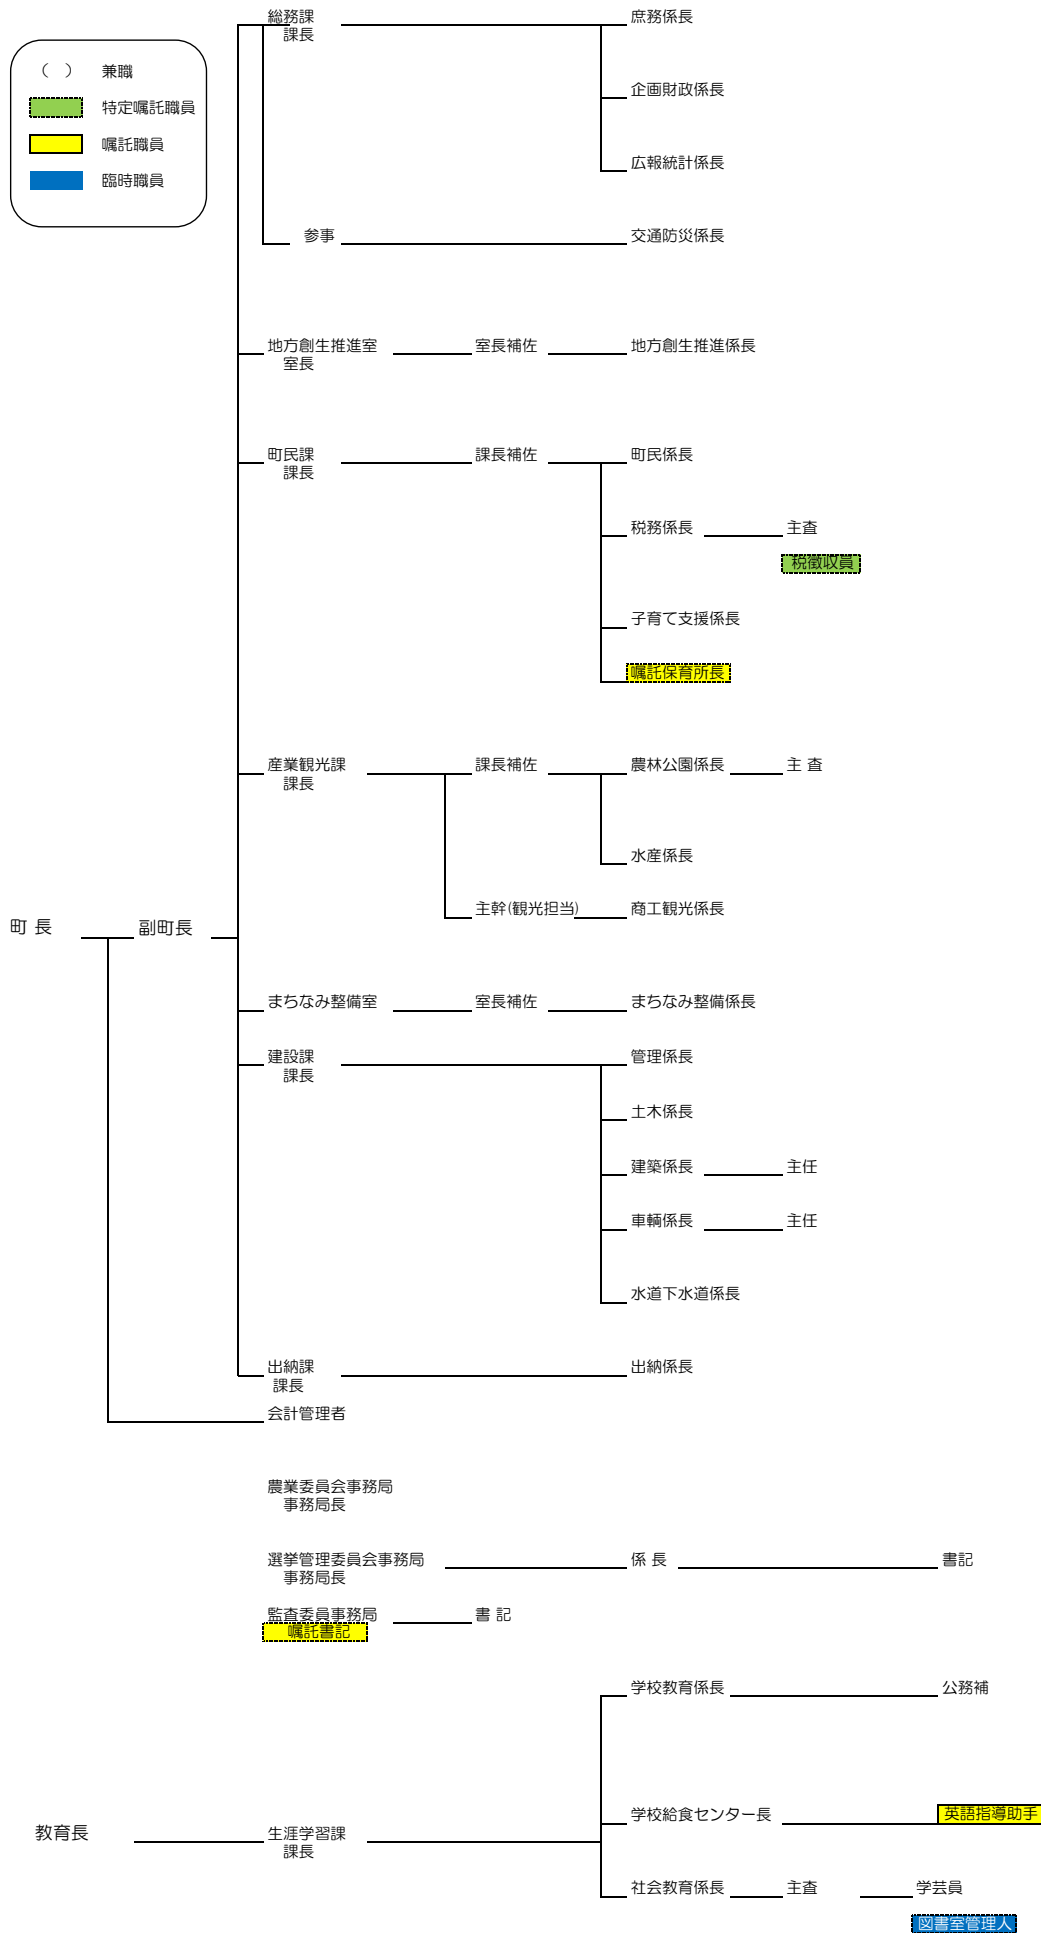 総務課
課長
庶務係長
( )
兼職
特定嘱託職員
嘱託職員
臨時職員
企画財政係長
広報統計係長
参事
交通防災係長
地方創生推進室
室長
室長補佐
地方創生推進係長
町民課
課長
課長補佐
町民係長
税務係長
主査
税徴収員
子育て支援係長
嘱託保育所長
産業観光課
課長
課長補佐
農林公園係長
主 査
水産係長
主幹(観光担当)
商工観光係長
町 長
副町長
まちなみ整備室
室長補佐
まちなみ整備係長
建設課
課長
管理係長
土木係長
建築係長
主任
車輌係長
主任
水道下水道係長
出納課
課長
出納係長
会計管理者
農業委員会事務局
事務局長
選挙管理委員会事務局
事務局長
係 長
書記
監査委員事務局
書 記
嘱託書記
学校教育係長
公務補
学校給食センター長
英語指導助手
教育長
生涯学習課
課長
社会教育係長
主査
学芸員
図書室管理人